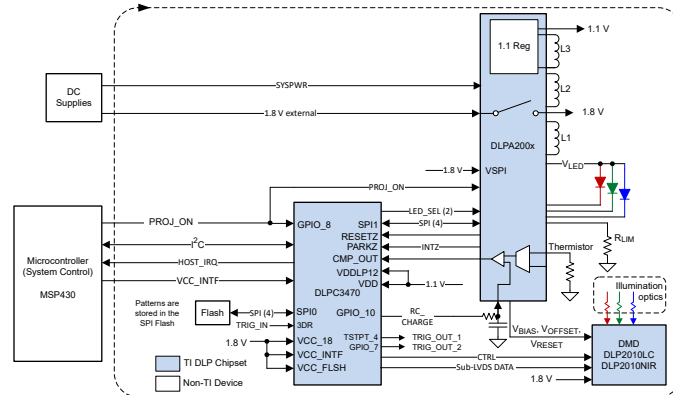 1.1 V
1.1 Reg
L3
DC
Supplies
SYSPWR
L2
1.8 V external
1.8 V
DLPA200x
L1
1.8 V
VSPI
VLED
PROJ_ON
PROJ_ON
GPIO_8
LED_SEL (2)
SPI1
SPI (4)
RLIM
Microcontroller
(System Control)
MSP430
I2C
RESETZ
HOST_IRQ
PARKZ
INTZ
CMP_OUT
Thermistor
VCC_INTF
VDDLP12
DLPC3470
VDD
1.1 V
Illumination
optics
Patterns are
stored in the
SPI Flash
Flash
SPI (4)
SPI0
GPIO_10
RC_
CHARGE
TRIG_IN
3DR
VBIAS, VOFFSET,
VRESET
1.8 V
VCC_18
TSTPT_4
TRIG_OUT_1
GPIO_7
TRIG_OUT_2
VCC_INTF
CTRL
VCC_FLSH
Sub-LVDS DATA
DMD
DLP2010LC
DLP2010NIR
1.8 V
TI DLP Chipset
Non-TI Device